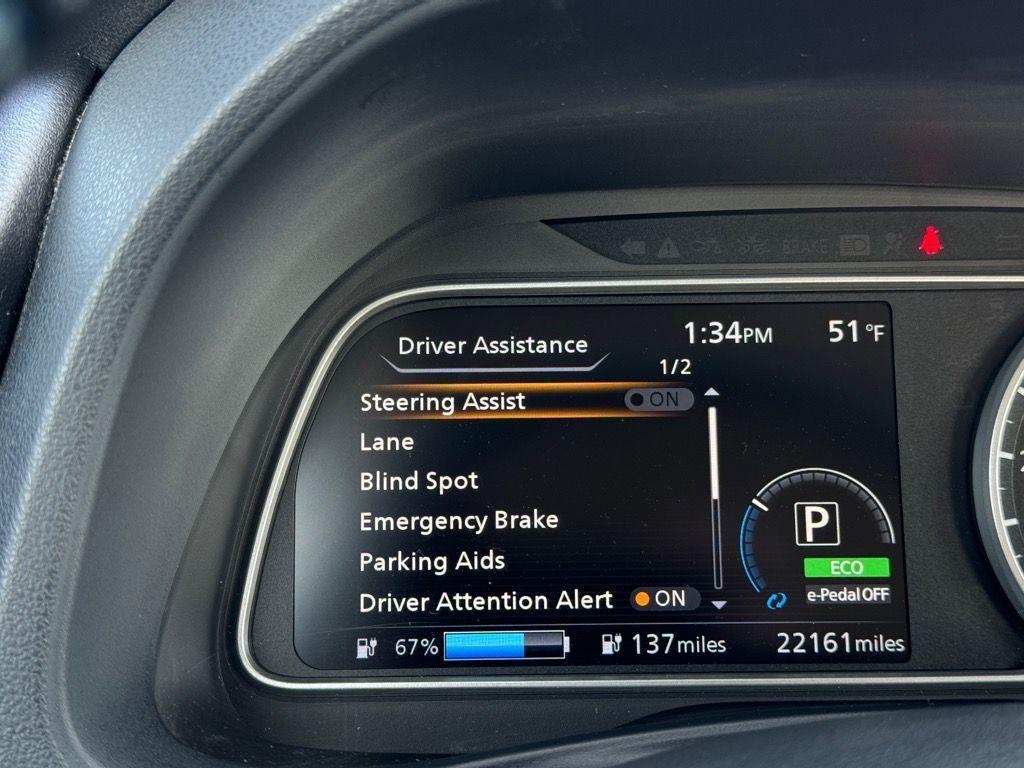 BRAKE
Driver Assistance
1:34PM
51°F
1/2
Steering Assist ON
Lane
Blind Spot
Emergency Brake
Parking Aids
Driver Attention Alert ON
P
ECO
e-Pedal OFF
67%
137miles
22161miles